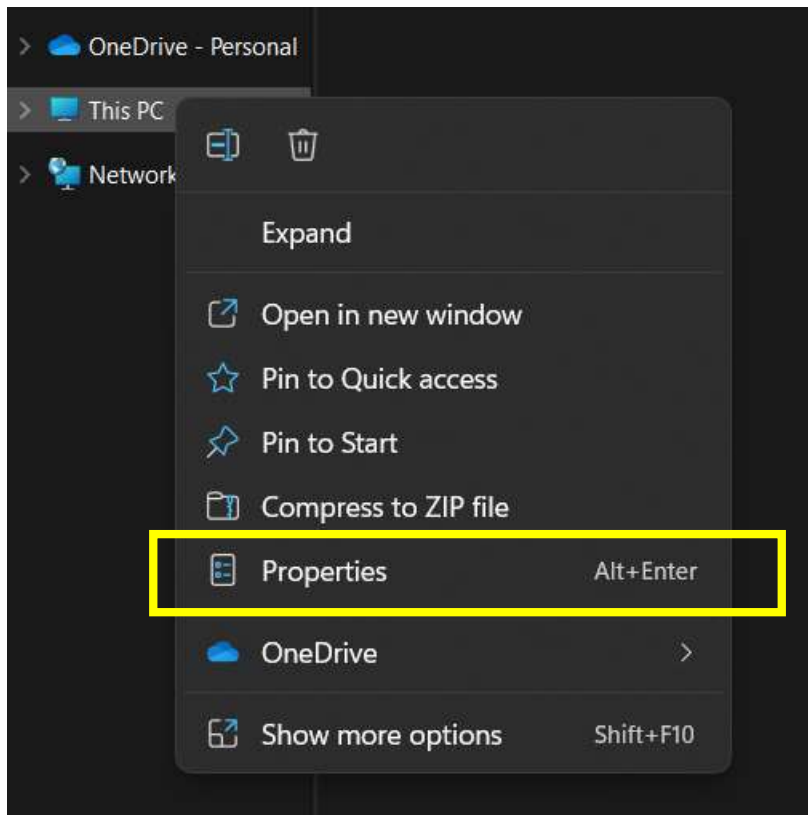 OneDrive - Personal
This PC
Network
Expand
Open in new window
Pin to Quick access
Pin to Start
Compress to ZIP file
Properties Alt+Enter
OneDrive
Show more options Shift+F10